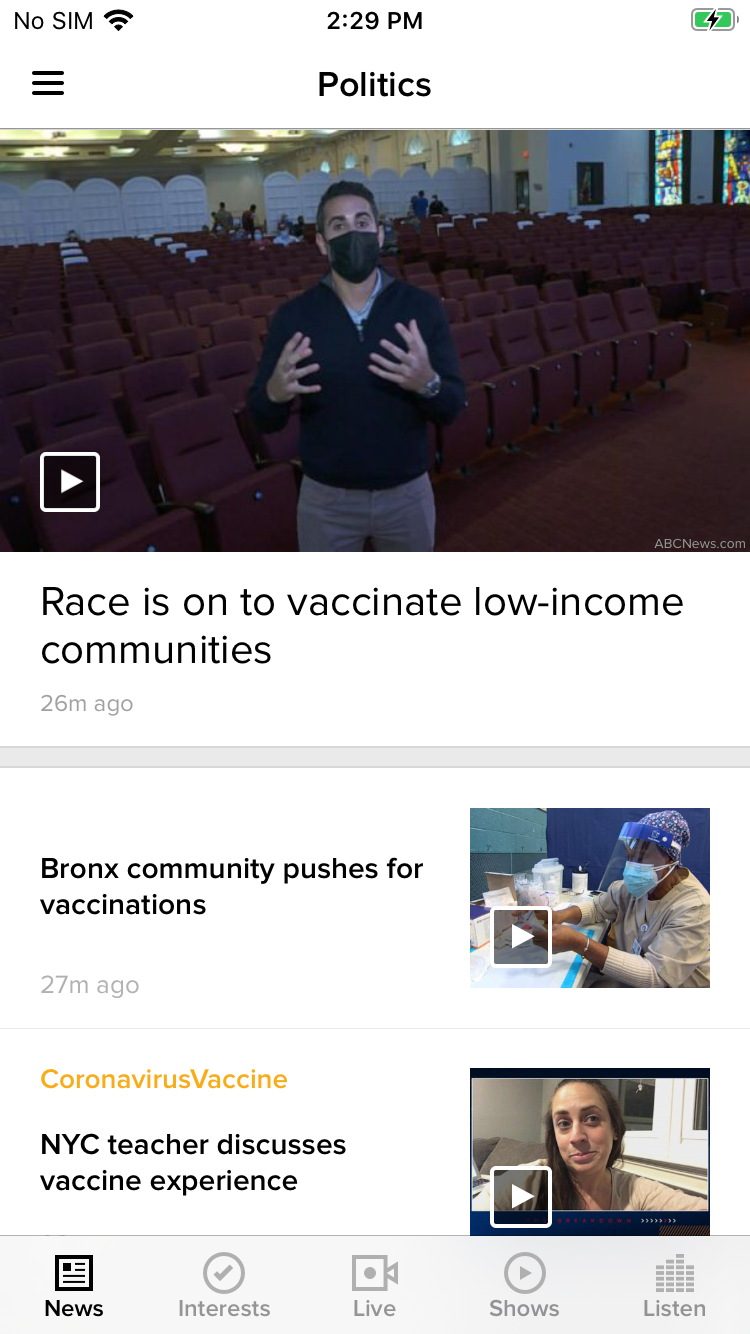 No SIM 2:29 PM
Politics
ABCNews.com
Race is on to vaccinate low-income
communities
26m ago
Bronx community pushes for
vaccinations
27m ago
CoronavirusVaccine
NYC teacher discusses
vaccine experience
BREAKDOWN
News Interests Live Shows Listen